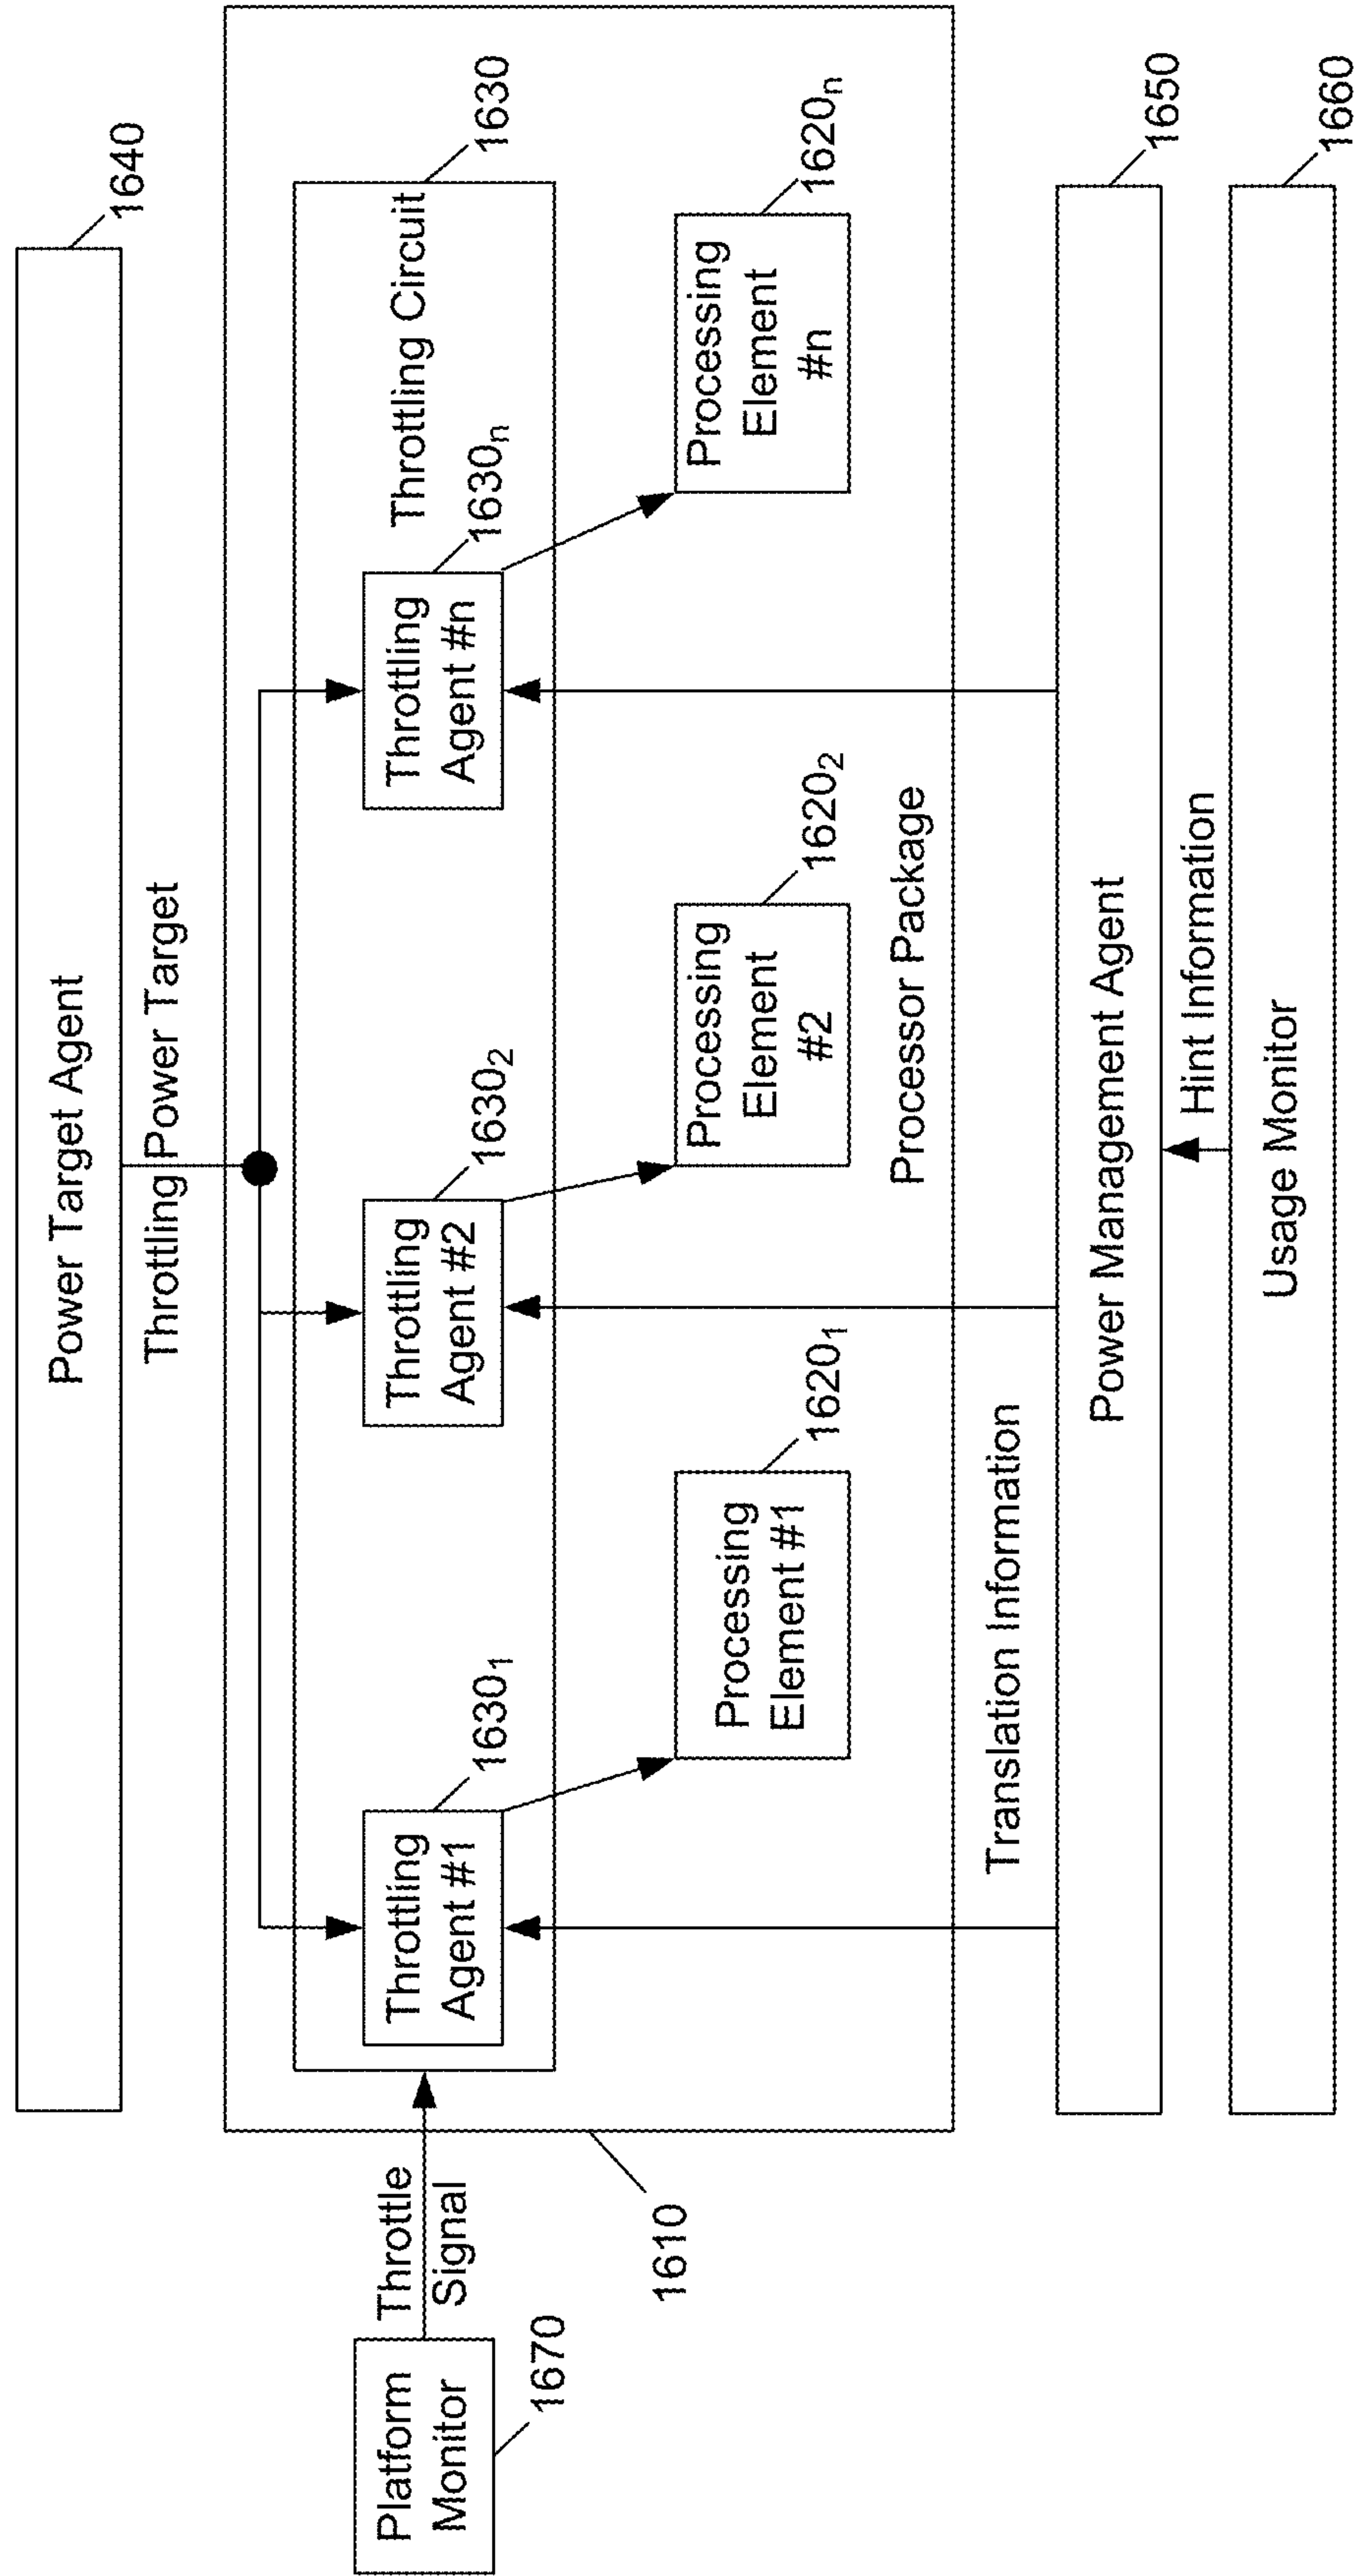 1640
Power Target Agent
Throttling Power Target
1630
Throttling Circuit
Platform
Monitor
1670
Throttle
Signal
Throttling
Agent #1
1630₁
Throttling
Agent #2
1630₂
Throttling
Agent #n
1630ₙ
Processing
Element #1
1620₁
Processing
Element
#2
1620₂
Processing
Element
#n
1620ₙ
1610
Processor Package
Translation Information
Power Management Agent
1650
Hint Information
Usage Monitor
1660